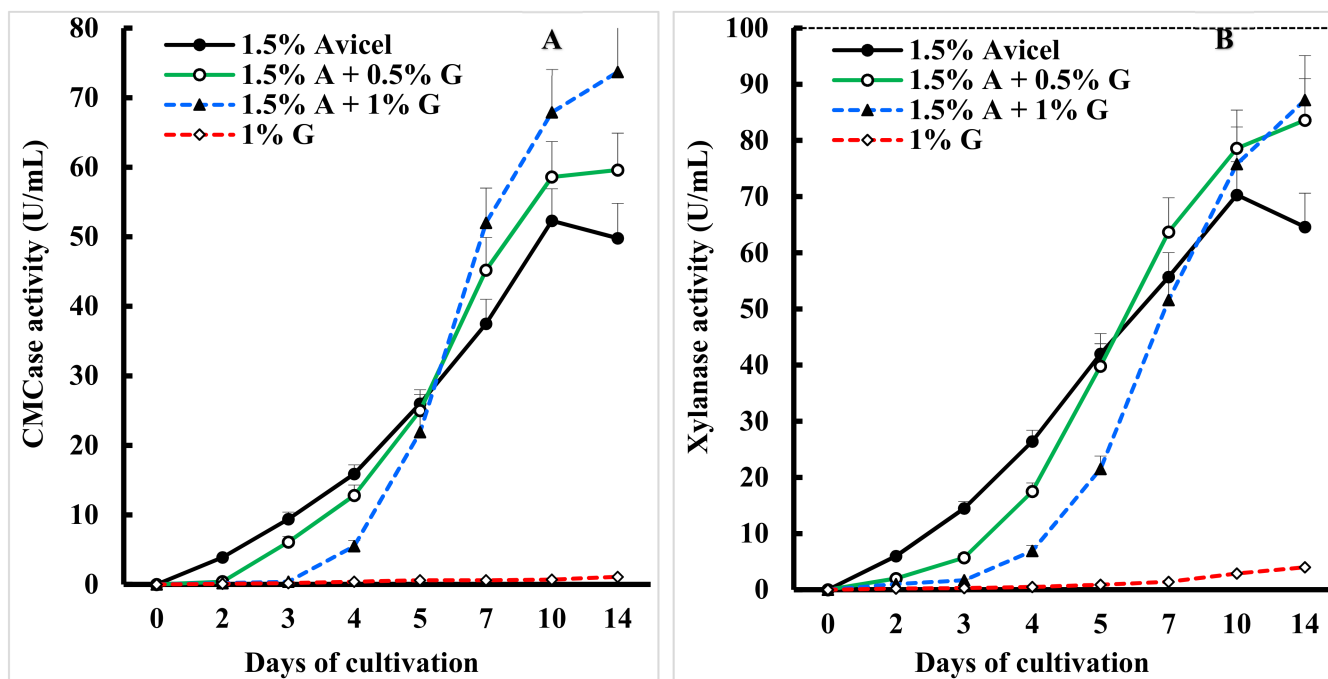 A
1.5% Avicel
1.5% A + 0.5% G
1.5% A + 1% G
1% G
CMCase activity (U/mL)
80
70
60
50
40
30
20
10
0
0 2 3 4 5 7 10 14
Days of cultivation
B
1.5% Avicel
1.5% A + 0.5% G
1.5% A + 1% G
1% G
Xylanase activity (U/mL)
100
90
80
70
60
50
40
30
20
10
0
0 2 3 4 5 7 10 14
Days of cultivation